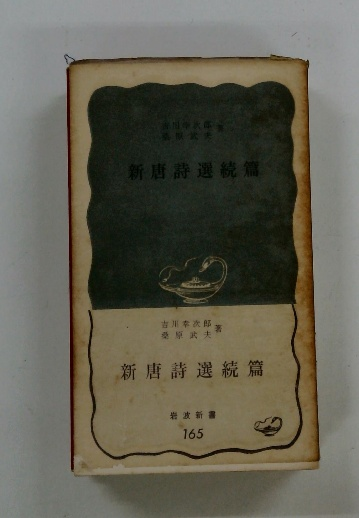 吉川幸次郎
桑原武夫 著
新唐詩選続篇
吉川幸次郎
桑原武夫 著
新唐詩選続篇
岩波新書
165